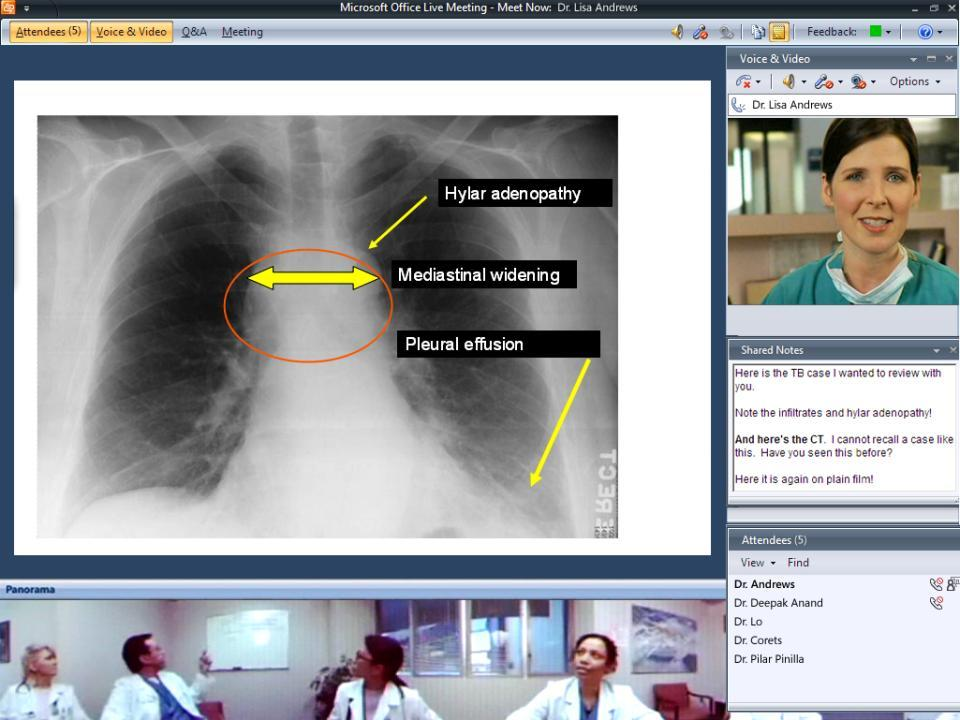 Microsoft Office Live Meeting - Meet Now: Dr. Lisa Andrews
Attendees (5) Voice & Video Q&A Meeting Feedback:
Voice & Video
Options
Dr. Lisa Andrews
Hylar adenopathy
Mediastinal widening
Pleural effusion
Shared Notes
Here is the TB case I wanted to review with
you.
Note the infiltrates and hylar adenopathy!
And here's the CT. I cannot recall a case like
this. Have you seen this before?
Here it is again on plain film!
Attendees (5)
View Find
Dr. Andrews
Dr. Deepak Anand
Dr. Lo
Dr. Corets
Dr. Pilar Pinilla
Panorama